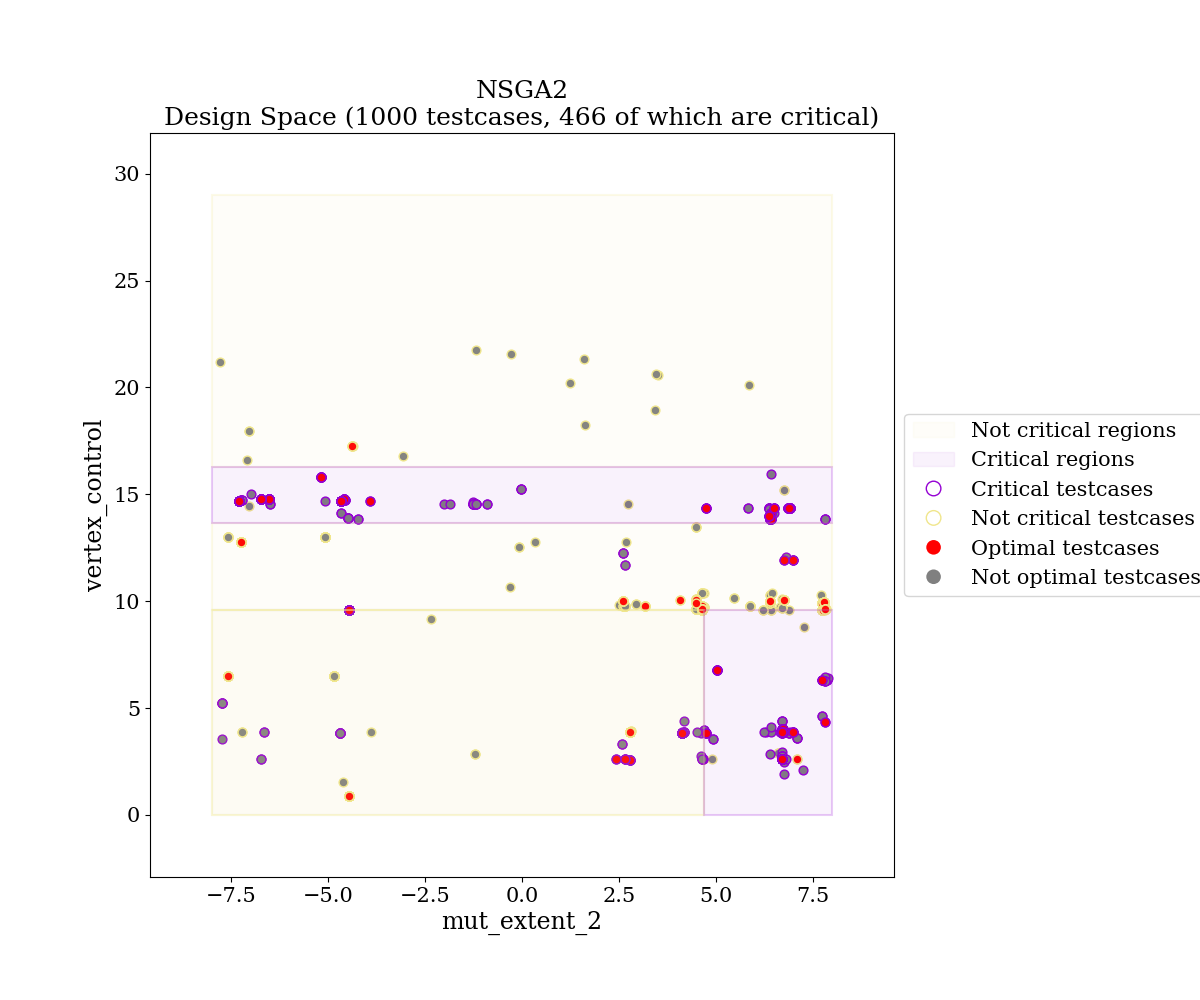 NSGA2
Design Space (1000 testcases, 466 of which are critical)
30
25
20
15
10
5
0
vertex_control
−7.5
−5.0
−2.5
0.0
2.5
5.0
7.5
mut_extent_2
Not critical regions
Critical regions
Critical testcases
Not critical testcases
Optimal testcases
Not optimal testcases